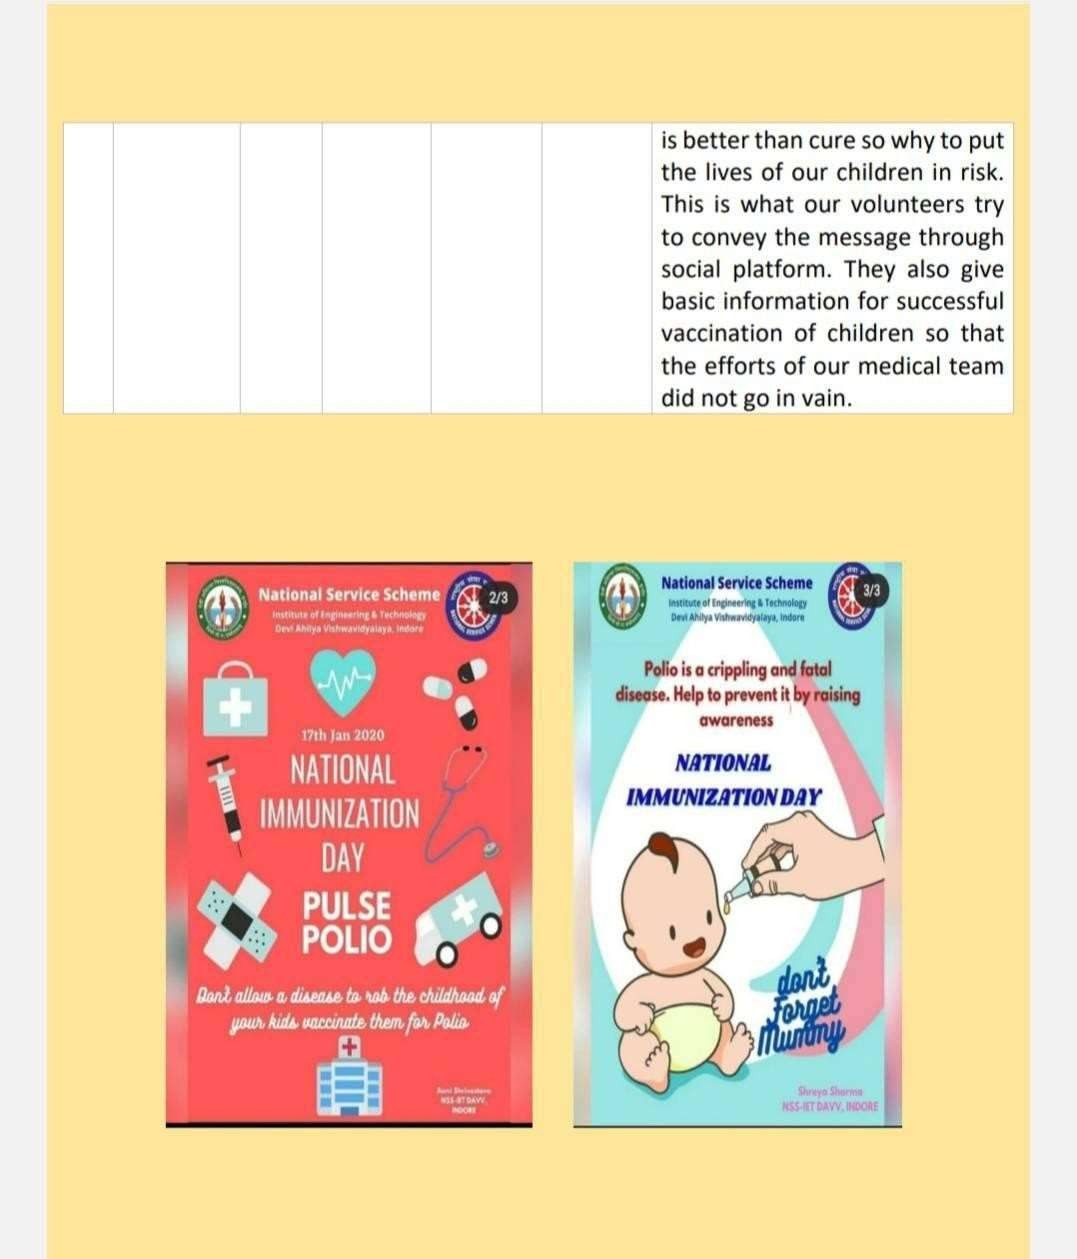 is better than cure so why to put
the lives of our children in risk.
This is what our volunteers try
to convey the message through
social platform. They also give
basic information for successful
vaccination of children so that
the efforts of our medical team
did not go in vain.
National Service Scheme
2/3
Institute of Engineering & Technology
Devi Ahilya Vishwavidyalaya, Indore
17th Jan 2020
NATIONAL
IMMUNIZATION
DAY
PULSE
POLIO
Don't allow a disease to rob the childhood of
your kids vaccinate them for Polio
NSS-IET DAVV,
INDORE
National Service Scheme
3/3
Institute of Engineering & Technology
Devi Ahilya Vishwavidyalaya, Indore
Polio is a crippling and fatal
disease. Help to prevent it by raising
awareness
NATIONAL
IMMUNIZATION DAY
don't
Forget
Mummy
Shreya Sharma
NSS-IET DAVV, INDORE